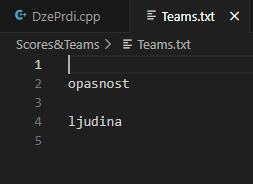 DzePrdi.cpp
Teams.txt
Scores&Teams > Teams.txt
1
2 opasnost
3
4 ljudina
5